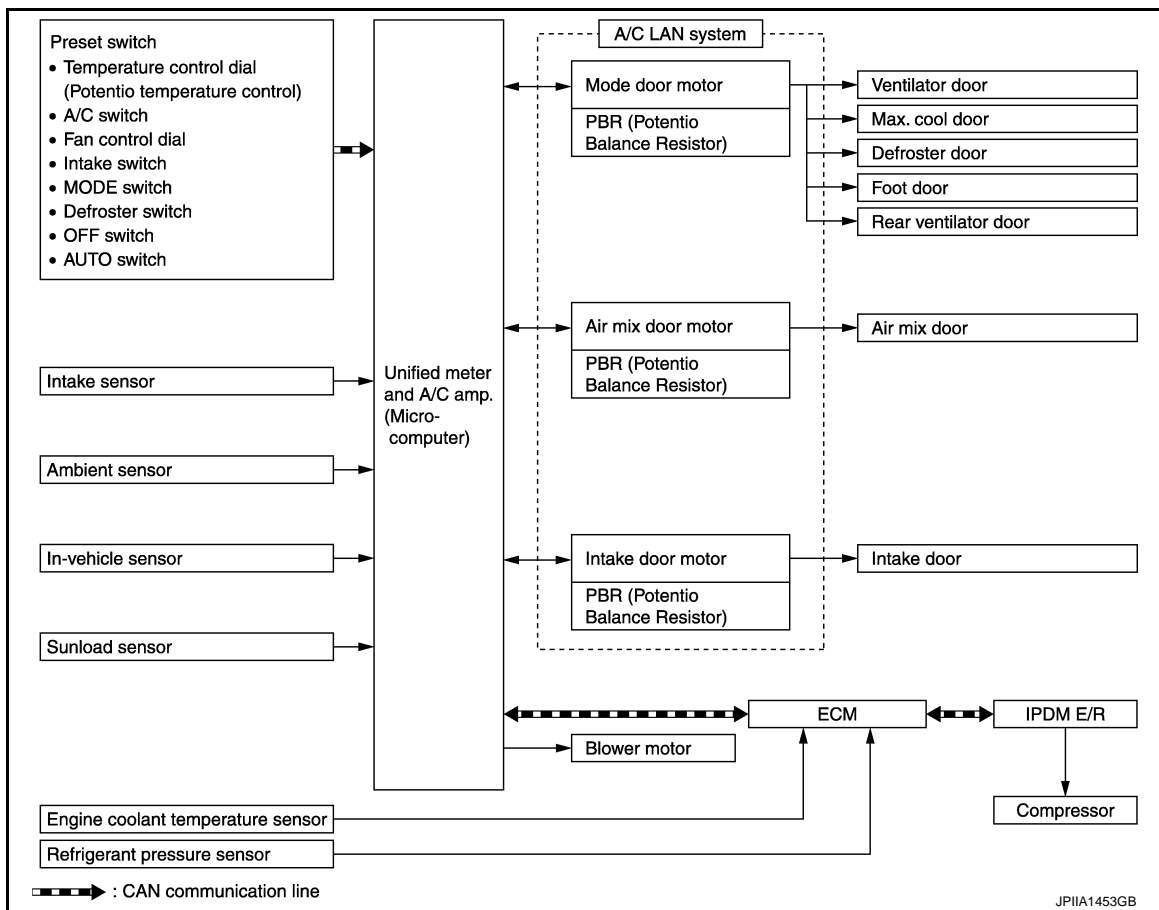 Preset switch
• Temperature control dial
(Potentio temperature control)
• A/C switch
• Fan control dial
• Intake switch
• MODE switch
• Defroster switch
• OFF switch
• AUTO switch
Intake sensor
Ambient sensor
In-vehicle sensor
Sunload sensor
Engine coolant temperature sensor
Refrigerant pressure sensor
Unified meter
and A/C amp.
(Micro-
computer)
A/C LAN system
Mode door motor
PBR (Potentio
Balance Resistor)
Ventilator door
Max. cool door
Defroster door
Foot door
Rear ventilator door
Air mix door motor
PBR (Potentio
Balance Resistor)
Air mix door
Intake door motor
PBR (Potentio
Balance Resistor)
Intake door
ECM
IPDM E/R
Blower motor
Compressor
: CAN communication line
JPIIA1453GB